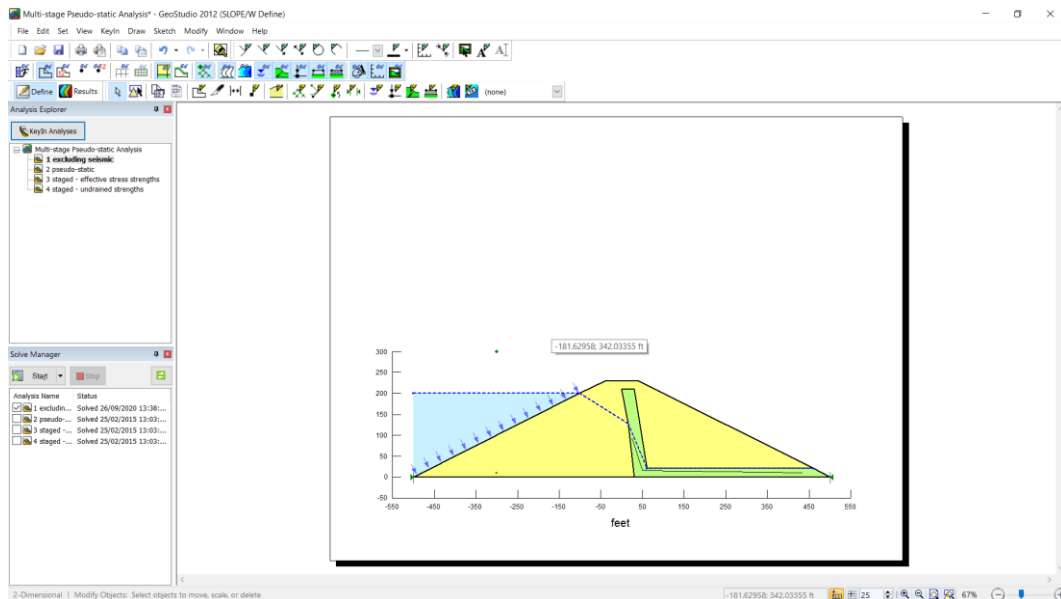 Multi-stage Pseudo-static Analysis* - GeoStudio 2012 (SLOPE/W Define)
File Edit Set View KeyIn Draw Sketch Modify Window Help
Define Results (none)
Analysis Explorer
KeyIn Analyses
Multi-stage Pseudo-static Analysis
1 excluding seismic
2 pseudo-static
3 staged - effective stress strengths
4 staged - undrained strengths
Solve Manager
Start Stop
Analysis Name Status
1 excludin... Solved 26/09/2020 13:38:...
2 pseudo-... Solved 25/02/2015 13:03:...
3 staged -... Solved 25/02/2015 13:03:...
4 staged -... Solved 25/02/2015 13:03:...
-181.62958; 342.03355 ft
300
250
200
150
100
50
0
-50
-550 -450 -350 -250 -150 -50 50 150 250 350 450 550
feet
2-Dimensional | Modify Objects: Select objects to move, scale, or delete -181.62958; 342.03355 ft 25 67%